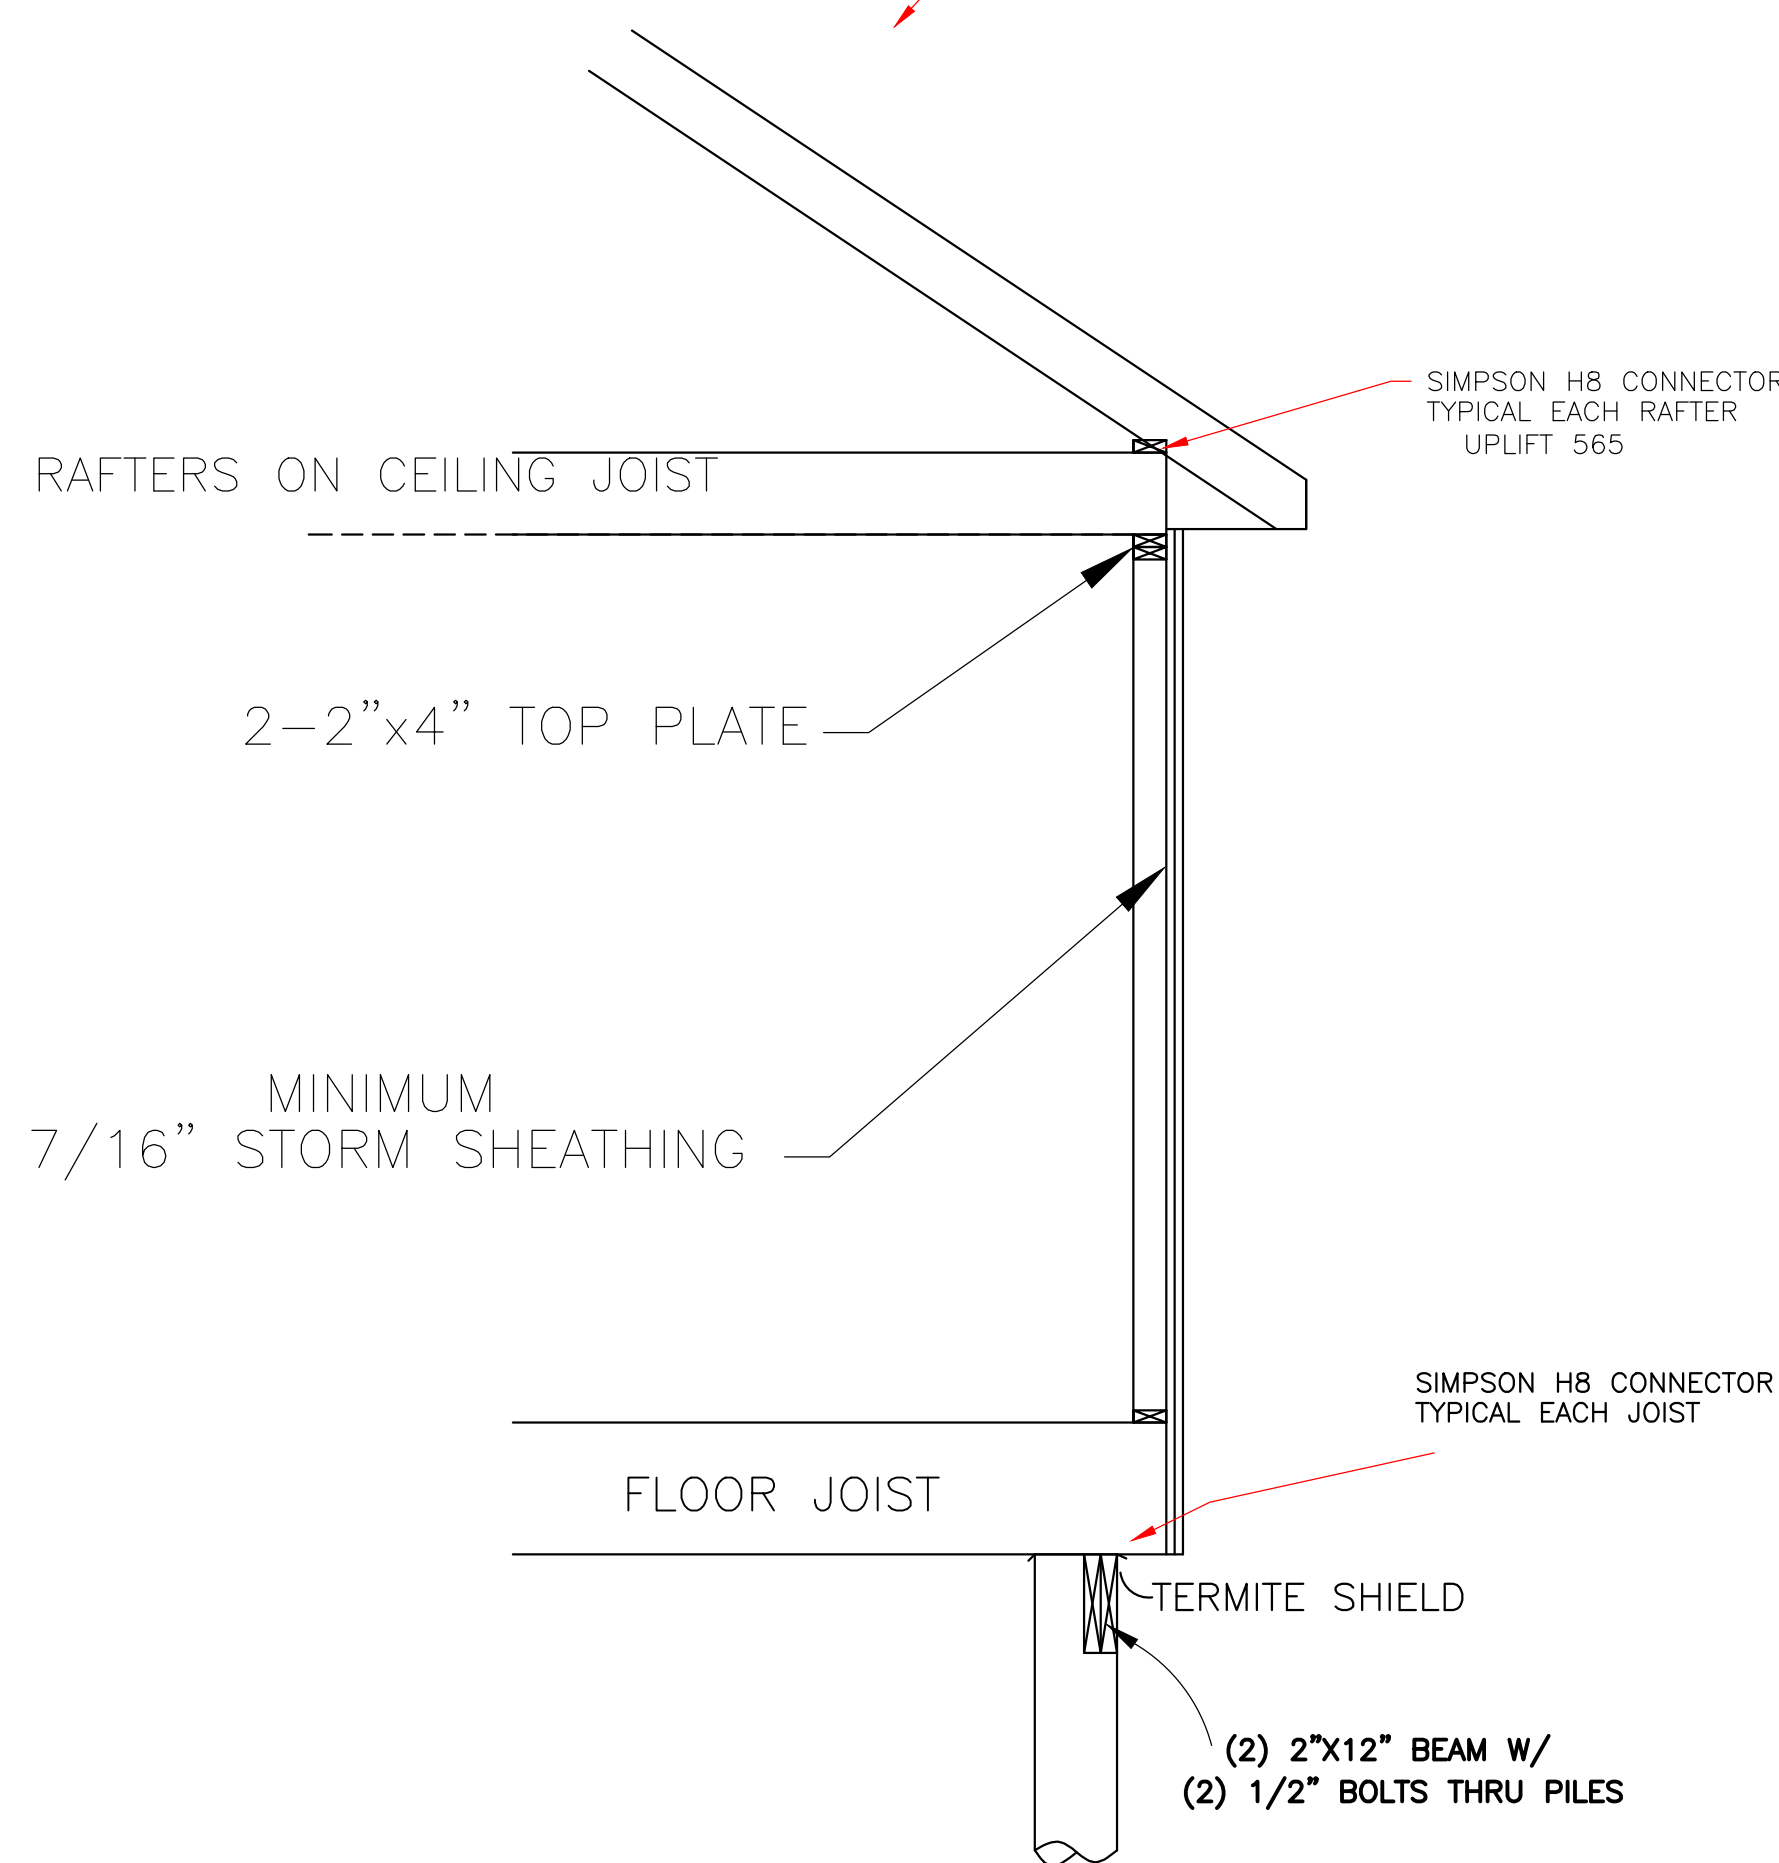 SIMPSON H8 CONNECTOR
TYPICAL EACH RAFTER
UPLIFT 565
RAFTERS ON CEILING JOIST
2-2”x4” TOP PLATE
MINIMUM
7/16” STORM SHEATHING
SIMPSON H8 CONNECTOR
TYPICAL EACH JOIST
FLOOR JOIST
TERMITE SHIELD
(2) 2”X12” BEAM W/
(2) 1/2” BOLTS THRU PILES